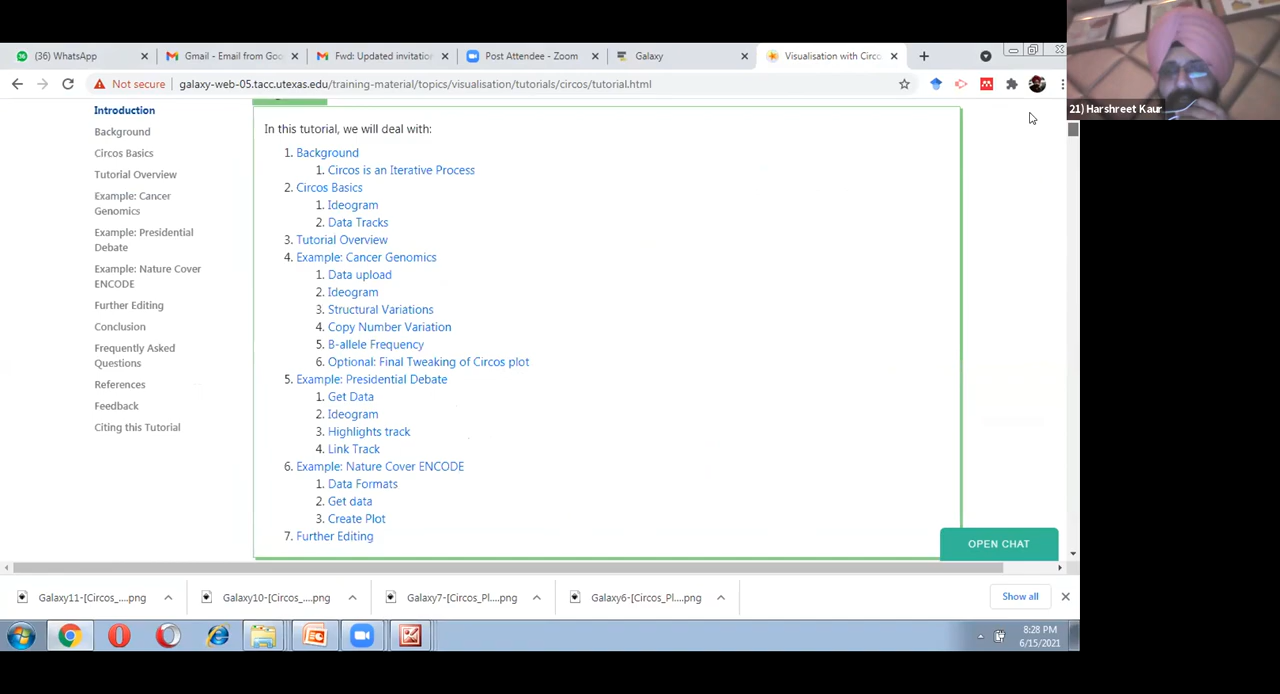 (36) WhatsApp
Gmail - Email from Goo
Fwd: Updated invitatio
Post Attendee - Zoom
Galaxy
Visualisation with Circo
Not secure
galaxy-web-05.tacc.utexas.edu/training-material/topics/visualisation/tutorials/circos/tutorial.html
21) Harshreet Kaur
Introduction
Background
Circos Basics
Tutorial Overview
Example: Cancer
Genomics
Example: Presidential
Debate
Example: Nature Cover
ENCODE
Further Editing
Conclusion
Frequently Asked
Questions
References
Feedback
Citing this Tutorial
In this tutorial, we will deal with:
1. Background
1. Circos is an Iterative Process
2. Circos Basics
1. Ideogram
2. Data Tracks
3. Tutorial Overview
4. Example: Cancer Genomics
1. Data upload
2. Ideogram
3. Structural Variations
4. Copy Number Variation
5. B-allele Frequency
6. Optional: Final Tweaking of Circos plot
5. Example: Presidential Debate
1. Get Data
2. Ideogram
3. Highlights track
4. Link Track
6. Example: Nature Cover ENCODE
1. Data Formats
2. Get data
3. Create Plot
7. Further Editing
OPEN CHAT
Galaxy11-[Circos_....png
Galaxy10-[Circos_....png
Galaxy7-[Circos_Pl....png
Galaxy6-[Circos_Pl....png
Show all
8:28 PM
6/15/2021